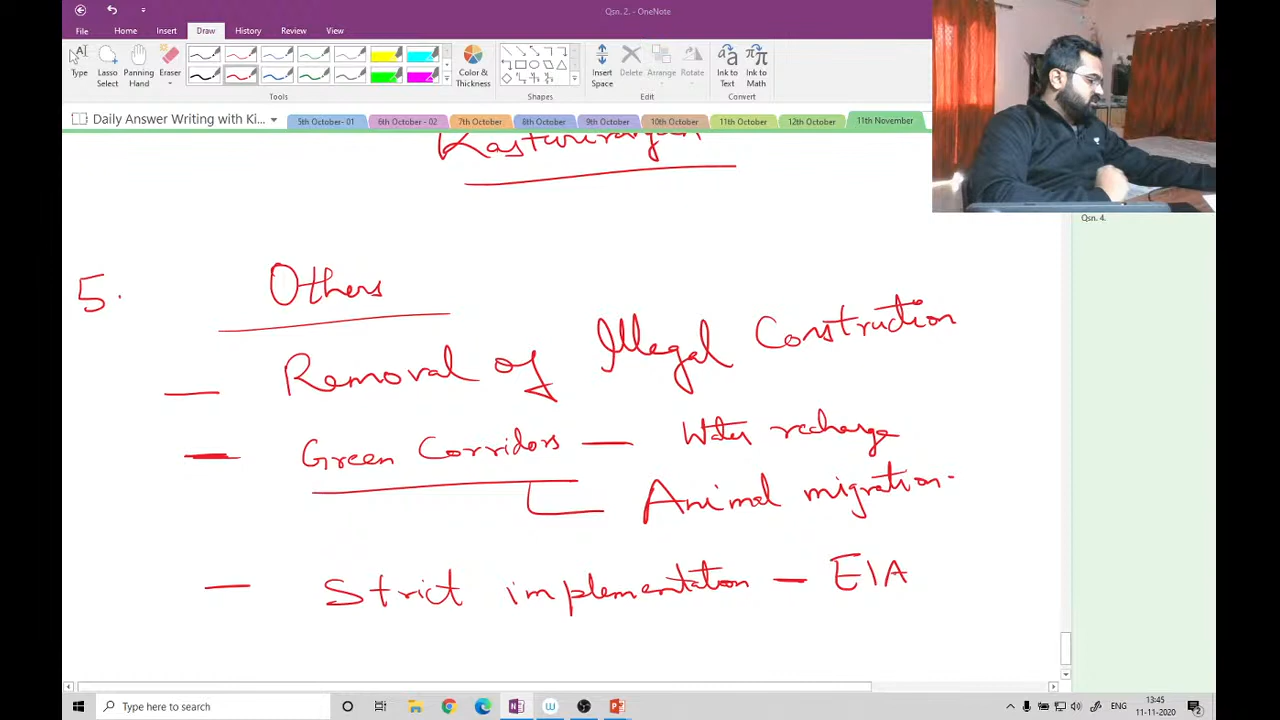 Qsn. 2. - OneNote
File Home Insert Draw History Review View
Type Lasso Select Panning Hand Eraser Color & Thickness Insert Space Delete Arrange Rotate Ink to Text Ink to Math
Tools Shapes Edit Convert
Daily Answer Writing with Ki... 5th October- 01 6th October - 02 7th October 8th October 9th October 10th October 11th October 12th October 11th November
Kasturirangan
Qsn. 4.
5. Others
— Removal of Illegal Construction
— Green Corridors — Water recharge
Animal migration.
— Strict implementation — EIA
Type here to search
ENG
13:45
11-11-2020
2